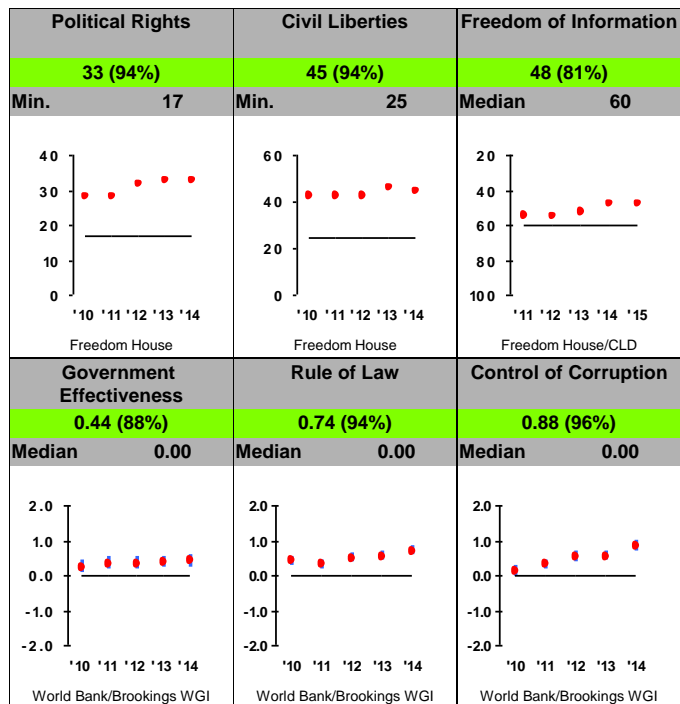 Political Rights
33 (94%)
Min. 17
40
30
20
10
0
'10 '11 '12 '13 '14
Freedom House
Civil Liberties
45 (94%)
Min. 25
60
40
20
0
'10 '11 '12 '13 '14
Freedom House
Freedom of Information
48 (81%)
Median 60
20
40
60
80
100
'11 '12 '13 '14 '15
Freedom House/CLD
Government
Effectiveness
0.44 (88%)
Median 0.00
2.0
1.0
0.0
-1.0
-2.0
'10 '11 '12 '13 '14
World Bank/Brookings WGI
Rule of Law
0.74 (94%)
Median 0.00
2.0
1.0
0.0
-1.0
-2.0
'10 '11 '12 '13 '14
World Bank/Brookings WGI
Control of Corruption
0.88 (96%)
Median 0.00
2.0
1.0
0.0
-1.0
-2.0
'10 '11 '12 '13 '14
World Bank/Brookings WGI